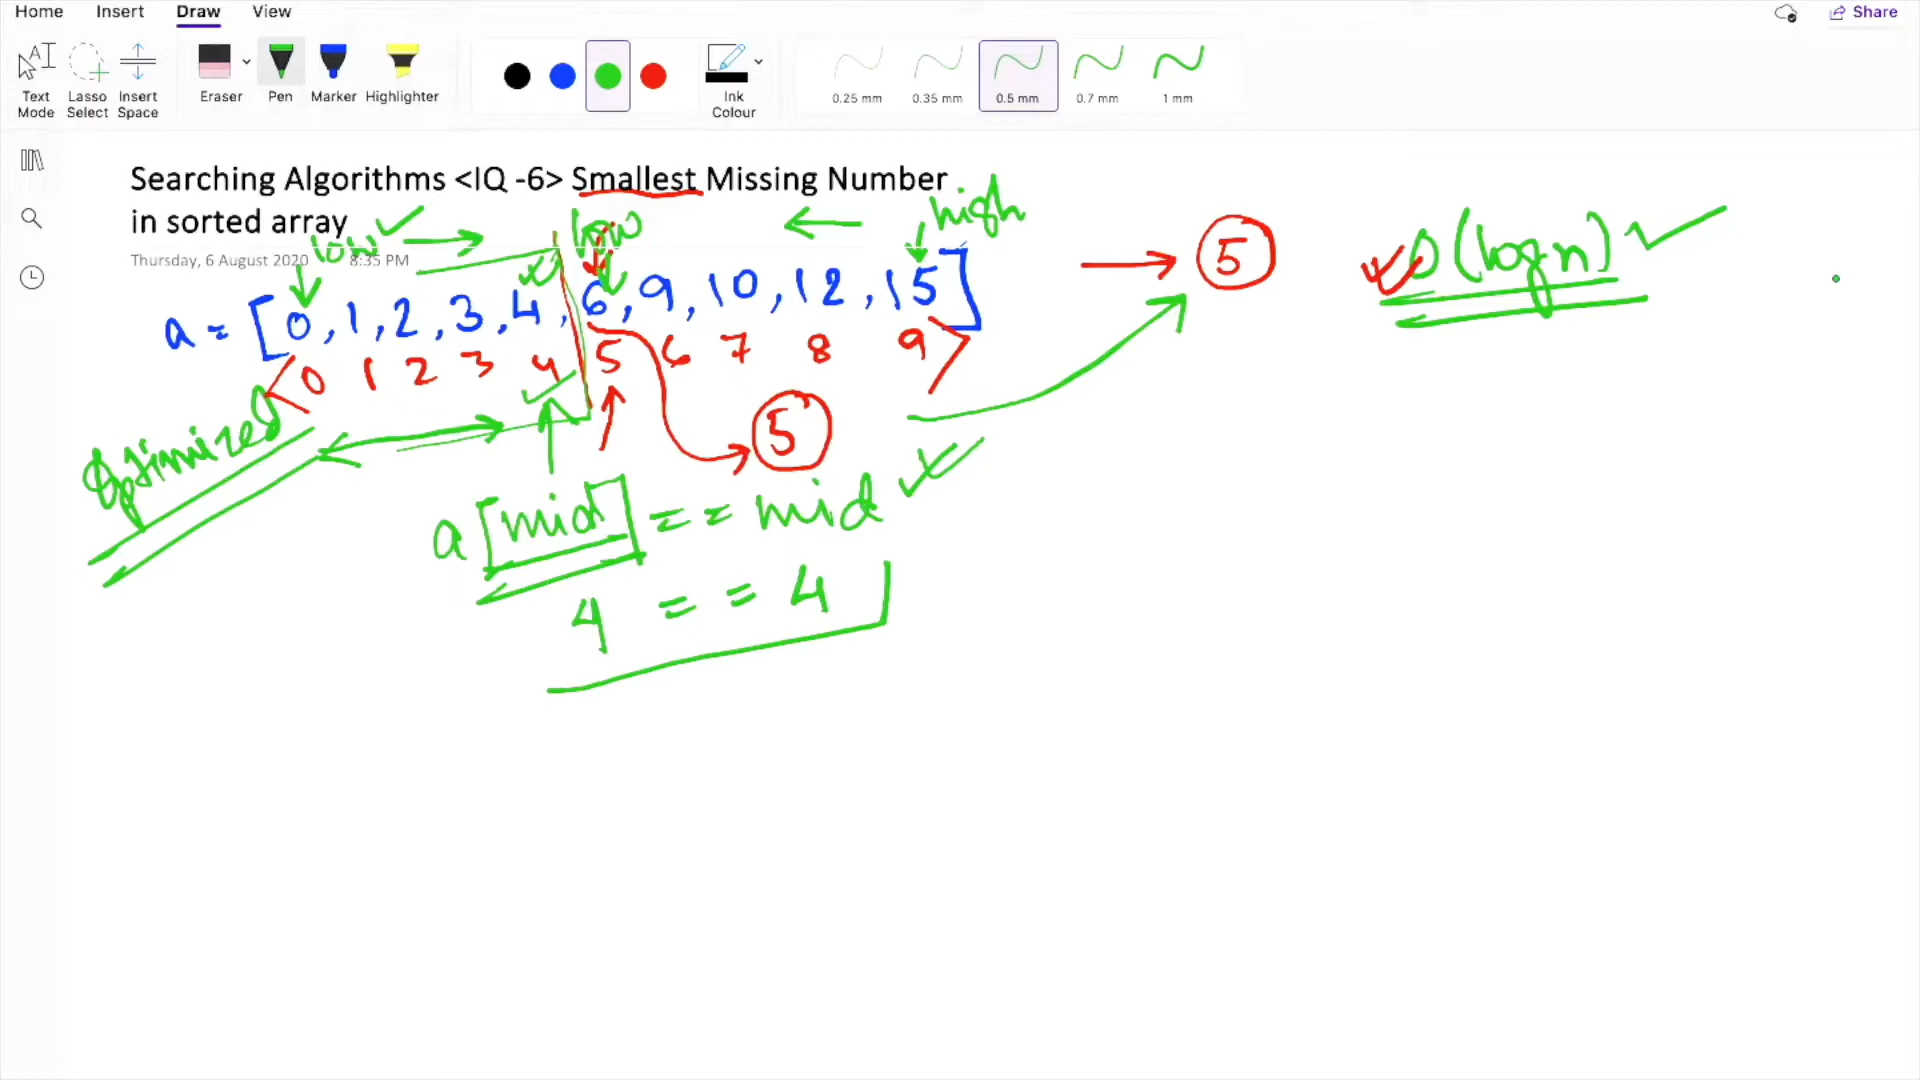 Home Insert Draw View Share
Text Mode Lasso Select Insert Space Eraser Pen Marker Highlighter Ink Colour 0.25 mm 0.35 mm 0.5 mm 0.7 mm 1 mm
Searching Algorithms <IQ -6> Smallest Missing Number
in sorted array
Thursday, 6 August 2020 8:35 PM
low low high
a = [0, 1, 2, 3, 4, 6, 9, 10, 12, 15] 5 O(log n)
0 1 2 3 4 5 6 7 8 9
5
Optimized
a[mid] == mid
4 == 4